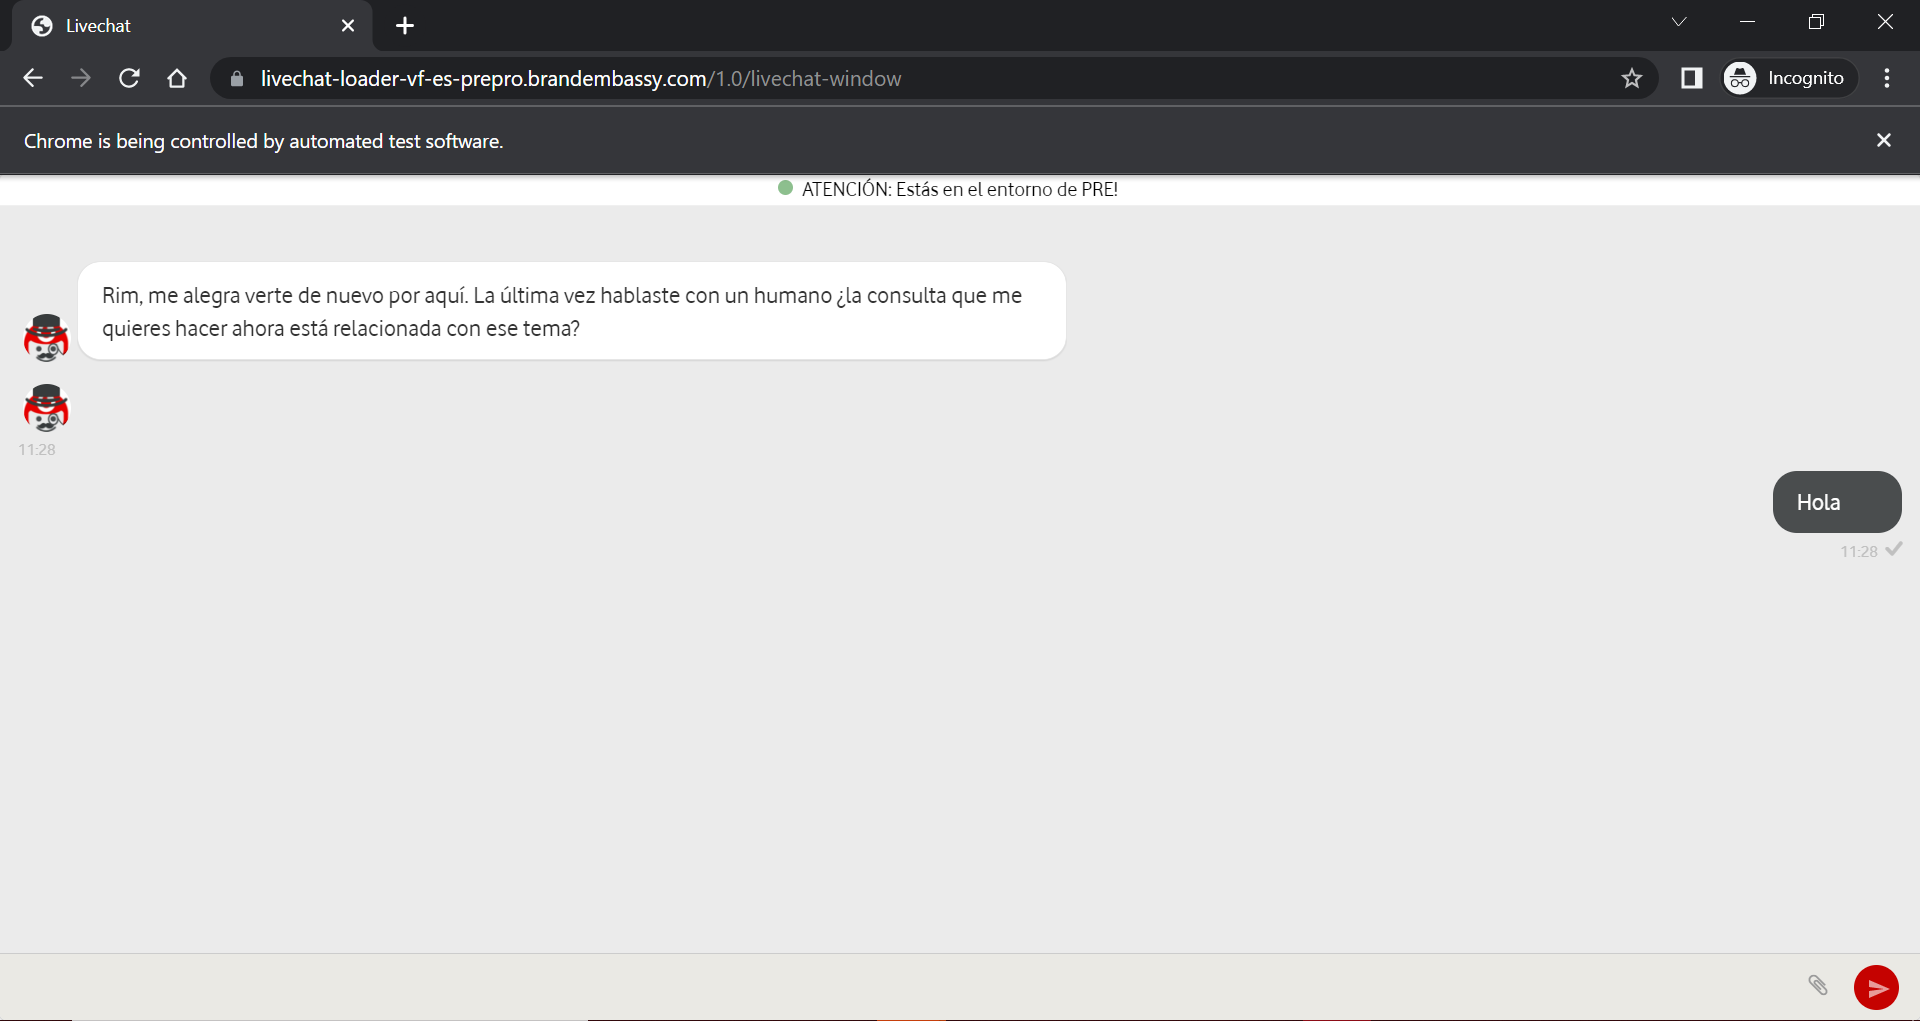 Livechat
livechat-loader-vf-es-prepro.brandembassy.com/1.0/livechat-window
Incognito
Chrome is being controlled by automated test software.
ATENCIÓN: Estás en el entorno de PRE!
Rim, me alegra verte de nuevo por aquí. La última vez hablaste con un humano ¿la consulta que me
quieres hacer ahora está relacionada con ese tema?
11:28
Hola
11:28